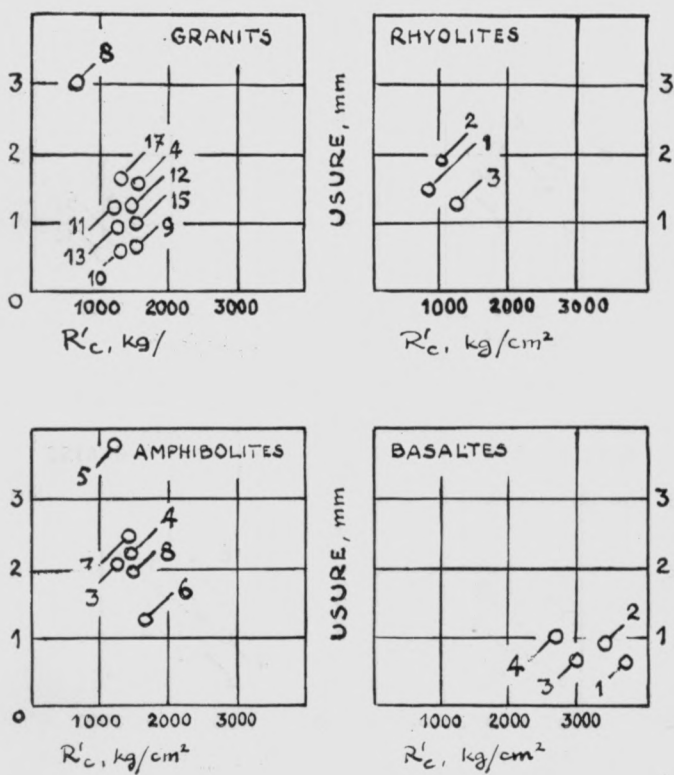 GRANITS
3
2
1
0
8
17
4
12
15
9
11
13
10
1000 2000 3000
R'c, kg/
USURE, mm
RHYOLITES
3
2
1
2
1
3
1000 2000 3000
R'c, kg/cm²
AMPHIBOLITES
3
2
1
0
5
4
8
7
3
6
1000 2000 3000
R'c, kg/cm²
USURE, mm
BASALTES
3
2
1
2
4
3
1
1000 2000 3000
R'c, kg/cm²